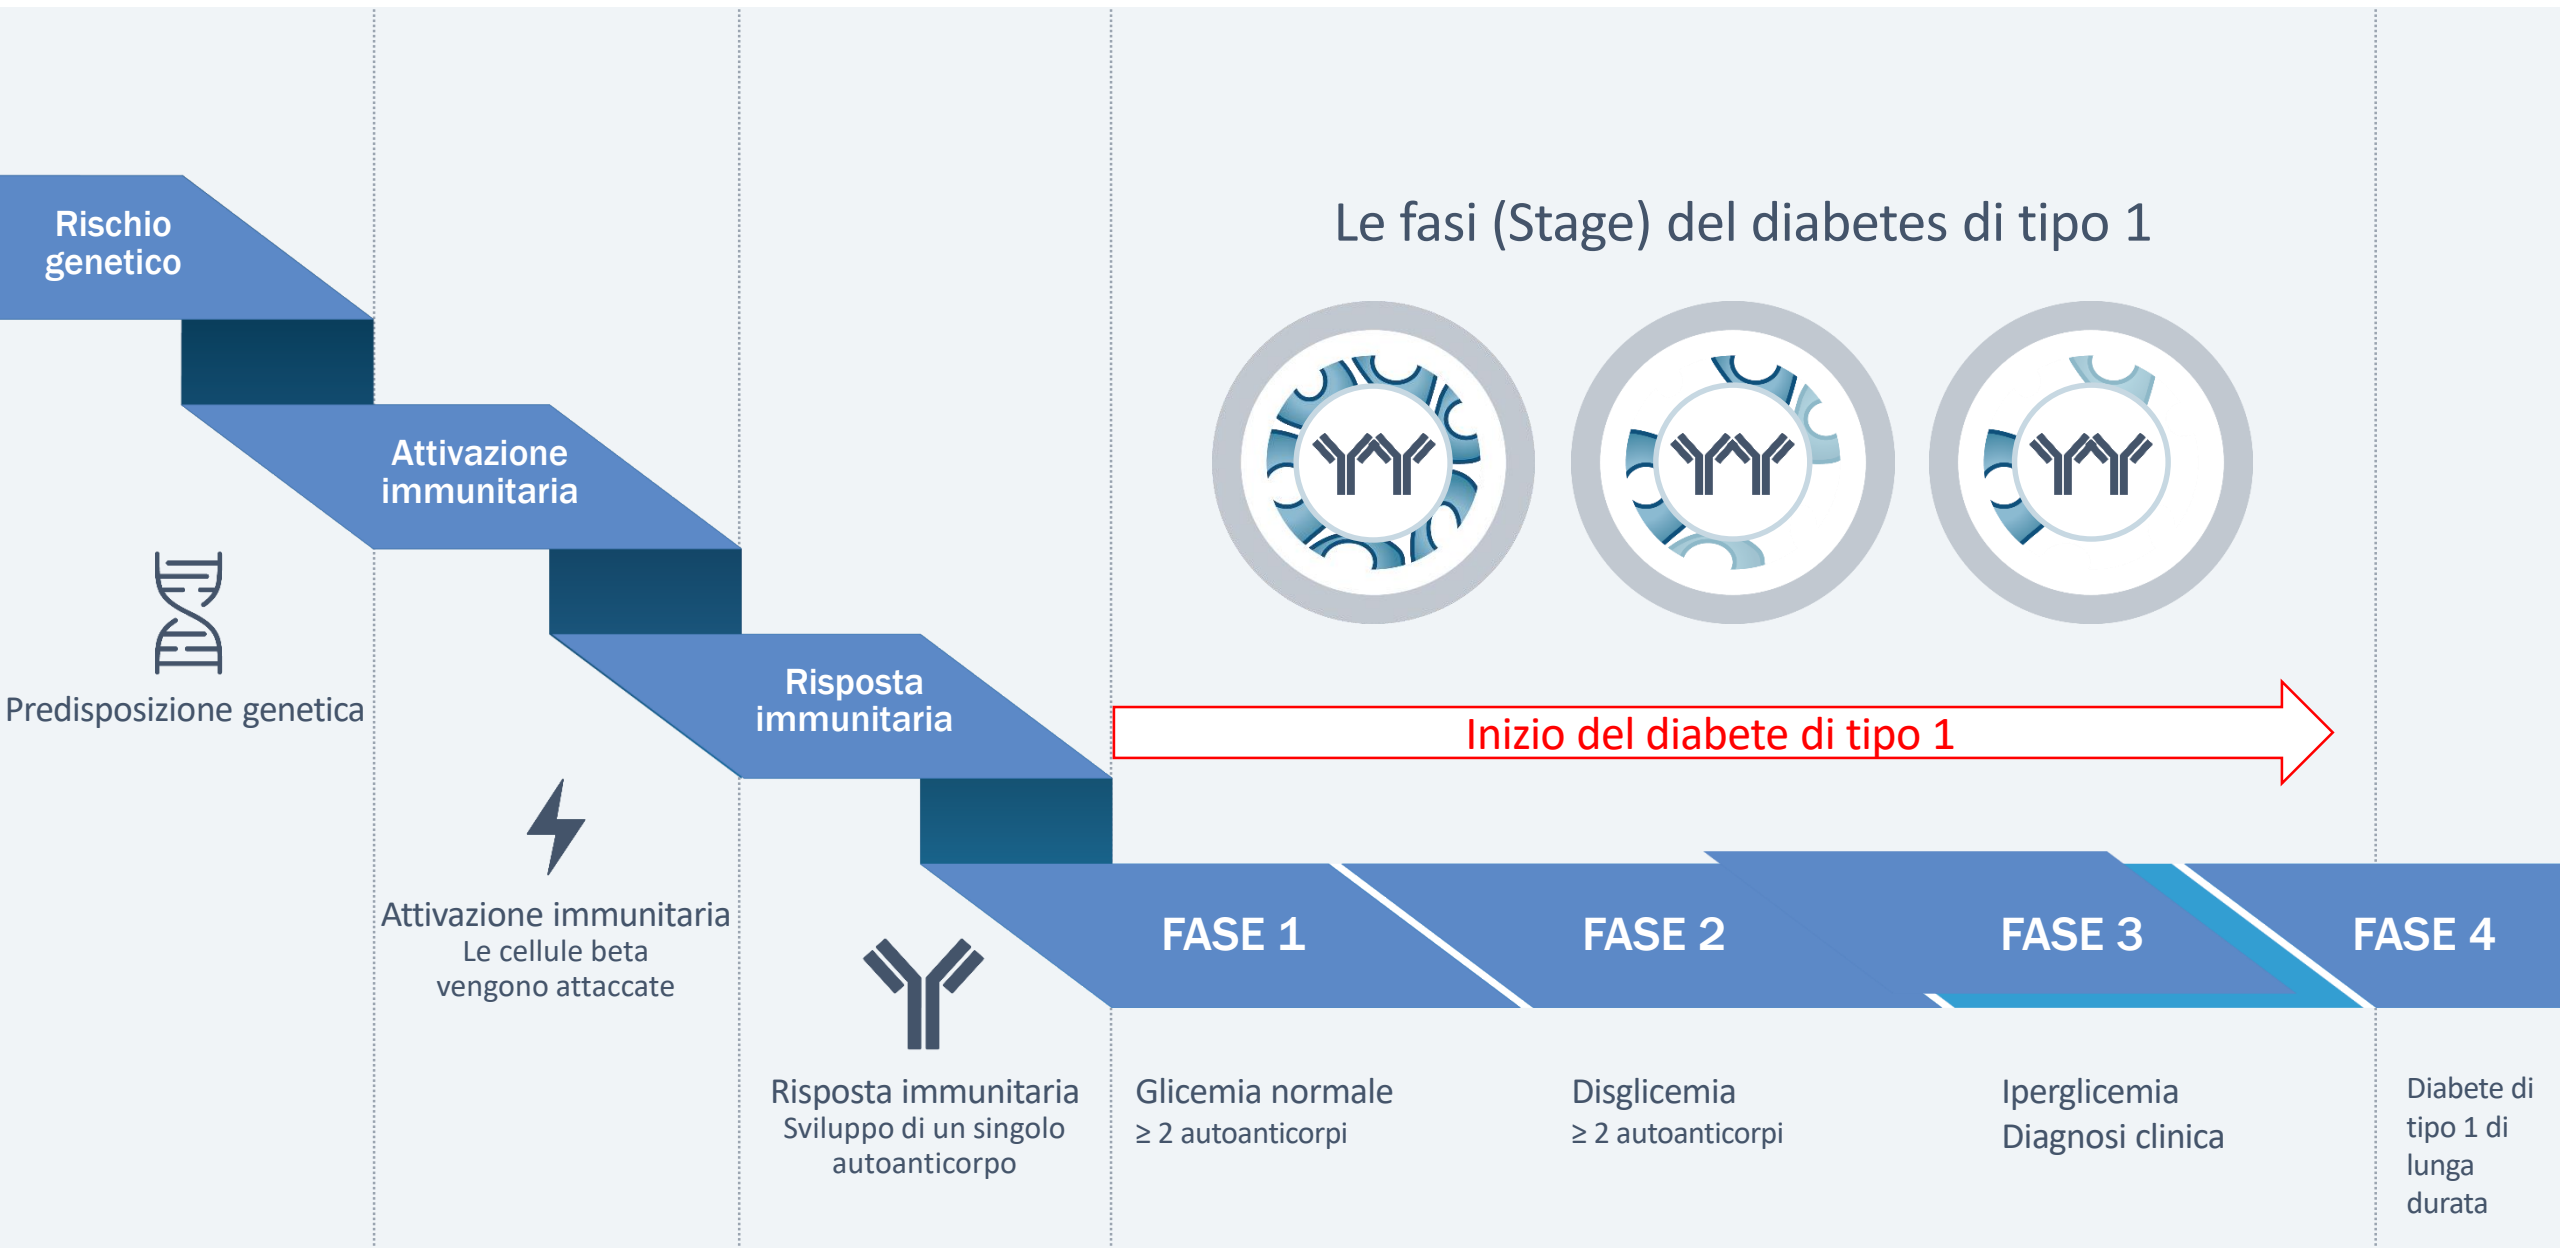 Rischio
genetico
Predisposizione genetica
Attivazione
immunitaria
Attivazione immunitaria
Le cellule beta
vengono attaccate
Risposta
immunitaria
Risposta immunitaria
Sviluppo di un singolo
autoanticorpo
Le fasi (Stage) del diabetes di tipo 1
Inizio del diabete di tipo 1
FASE 1
Glicemia normale
≥ 2 autoanticorpi
FASE 2
Disglicemia
≥ 2 autoanticorpi
FASE 3
Iperglicemia
Diagnosi clinica
FASE 4
Diabete di
tipo 1 di
lunga
durata